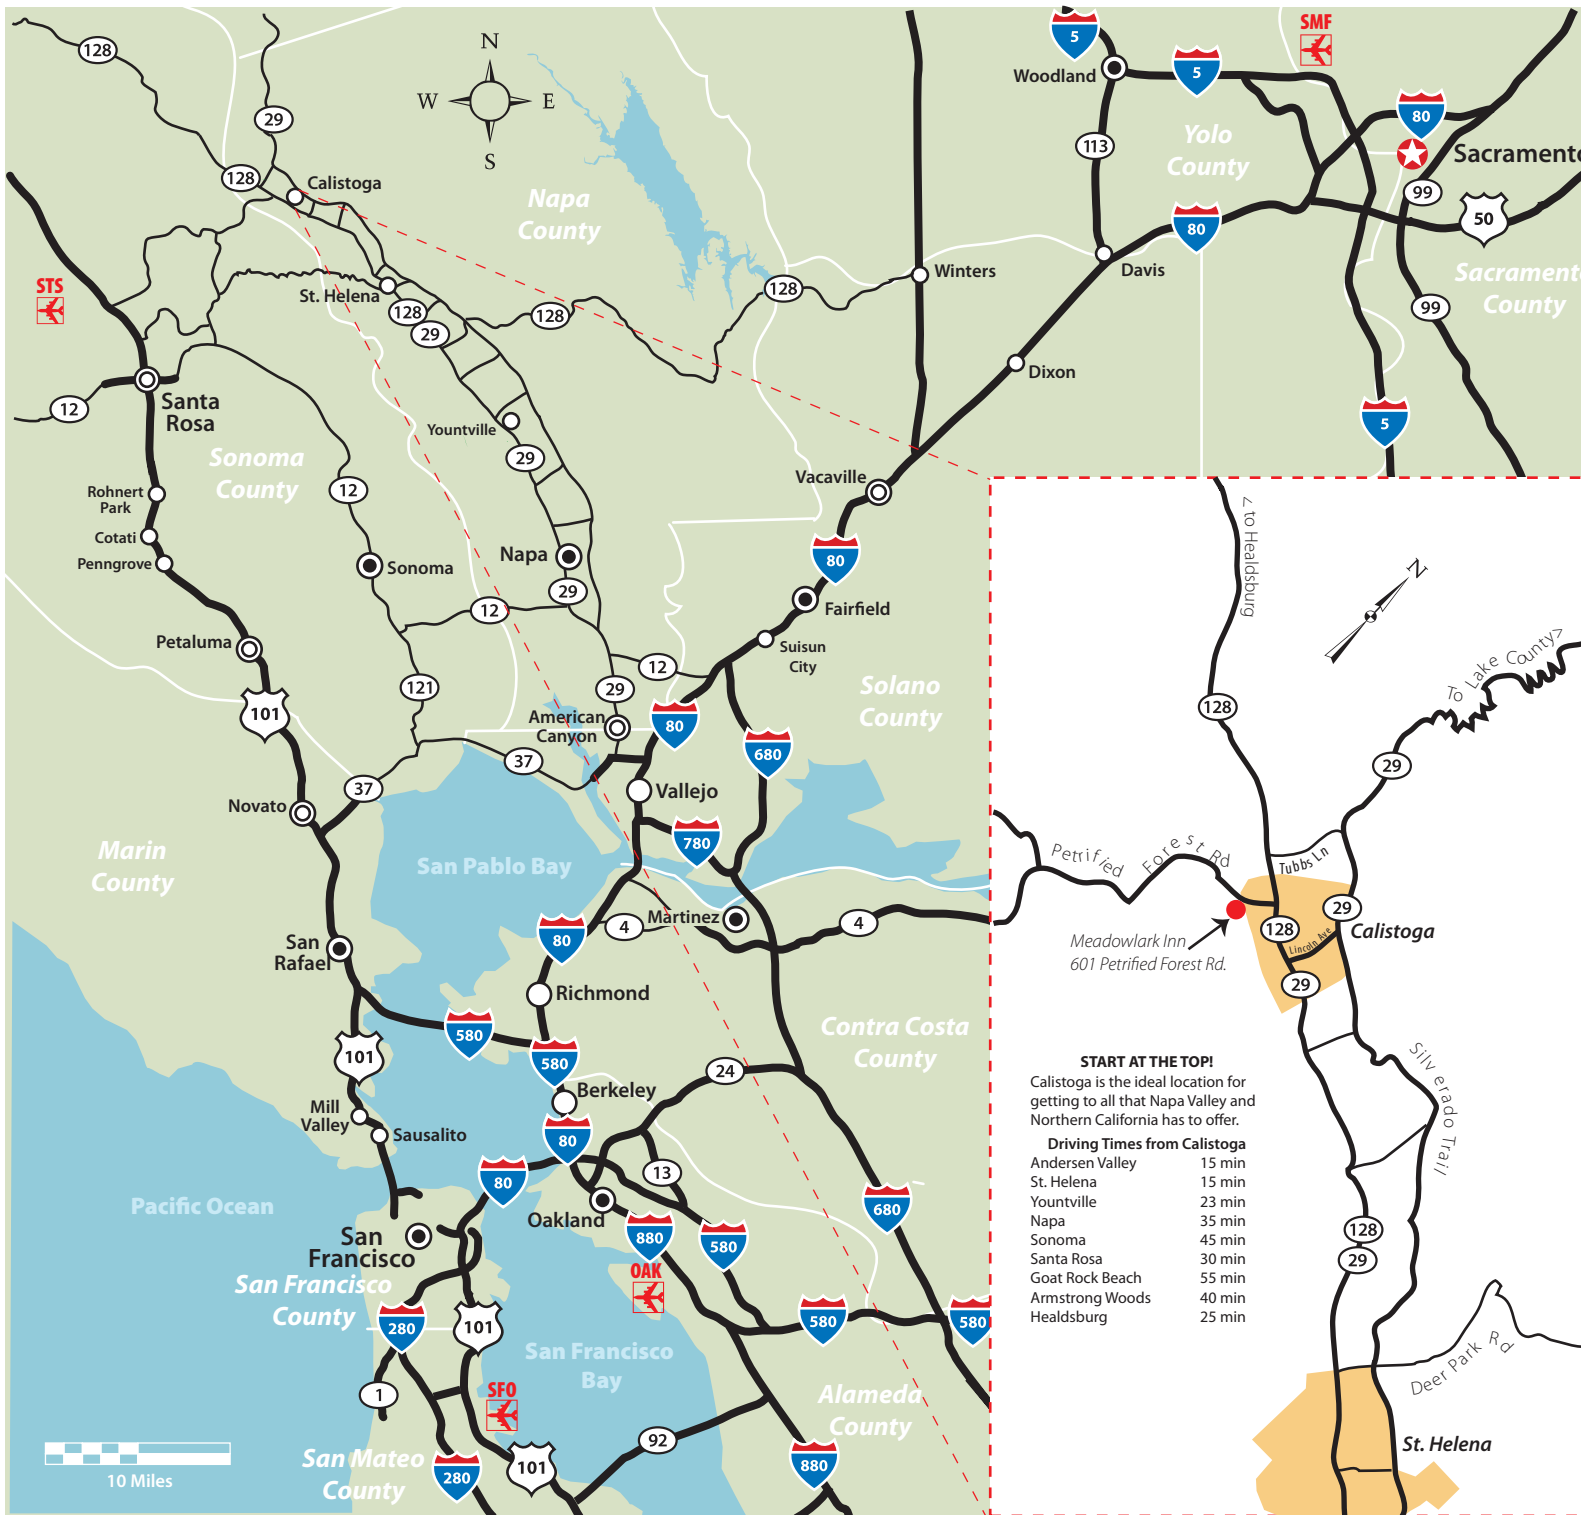 128
29
N
W
E
S
5
SMF
Woodland
5
80
113
Yolo
County
Sacramento
99
50
128
Calistoga
Napa
County
80
Davis
Winters
Sacramento
County
99
STS
St. Helena
128
29
128
128
Dixon
5
12
Santa
Rosa
Yountville
29
Sonoma
County
12
Vacaville
Rohnert
Park
Cotati
Penngrove
Sonoma
Napa
29
80
12
Fairfield
Petaluma
Suisun
City
12
121
29
Solano
County
101
American
Canyon
80
680
37
37
Novato
Vallejo
780
Marin
County
San Pablo Bay
4
Martinez
4
80
San
Rafael
Richmond
580
580
Contra Costa
County
101
24
Berkeley
Mill
Valley
Sausalito
80
13
80
Pacific Ocean
Oakland
680
San
Francisco
880
580
OAK
San Francisco
County
280
101
580
580
San Francisco
Bay
1
SFO
Alameda
County
92
10 Miles
San Mateo
County
280
101
880
< to Healdsburg
N
To Lake County>
128
29
Petrified Forest Rd
Tubbs Ln
29
128
Lincoln Ave
Calistoga
Meadowlark Inn
601 Petrified Forest Rd.
29
Silverado Trail
START AT THE TOP!
Calistoga is the ideal location for
getting to all that Napa Valley and
Northern California has to offer.
Driving Times from Calistoga
Andersen Valley 15 min
St. Helena 15 min
Yountville 23 min
Napa 35 min
Sonoma 45 min
Santa Rosa 30 min
Goat Rock Beach 55 min
Armstrong Woods 40 min
Healdsburg 25 min
128
29
Deer Park Rd
St. Helena